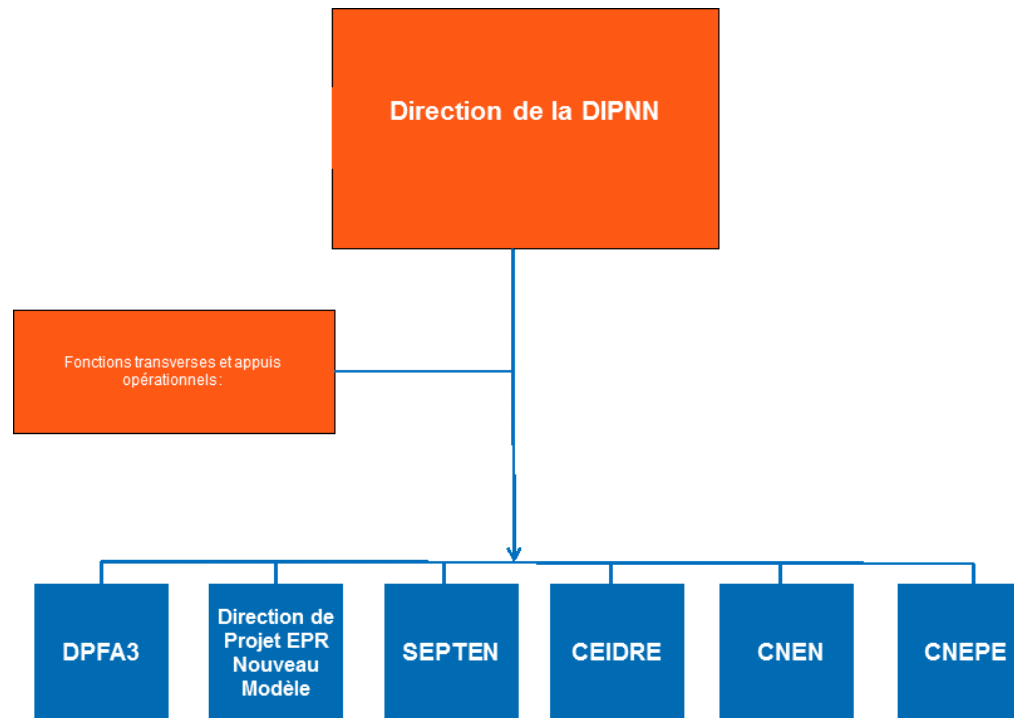 Direction de la DIPNN
Fonctions transverses et appuis
opérationnels :
DPFA3
Direction de
Projet EPR
Nouveau
Modèle
SEPTEN
CEIDRE
CNEN
CNEPE